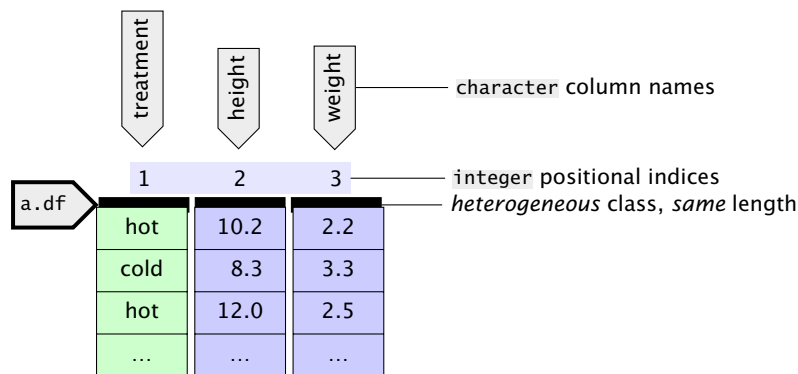 treatment height weight
character column names
1 2 3 integer positional indices
a.df heterogeneous class, same length
hot 10.2 2.2
cold 8.3 3.3
hot 12.0 2.5
... ... ...